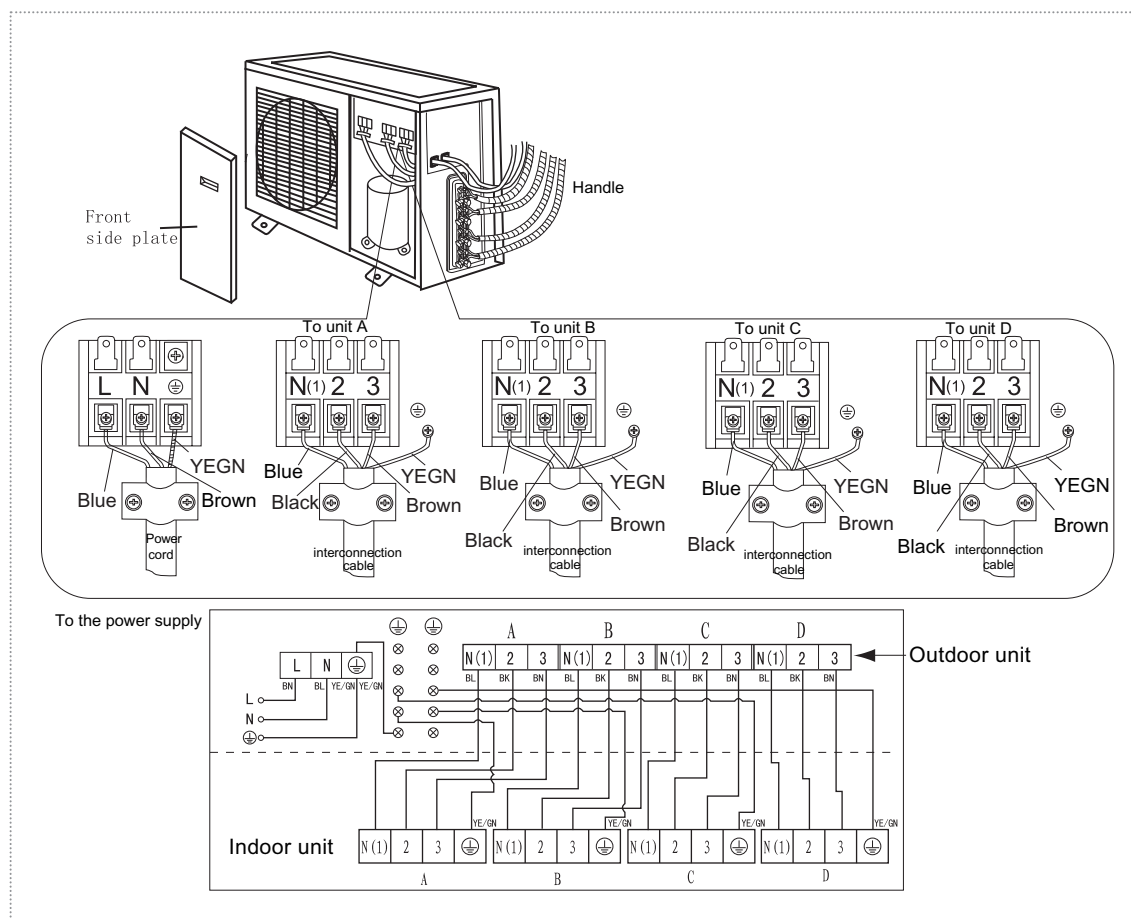 Handle
Front
side plate
To unit A
To unit B
To unit C
To unit D
L N
N(1) 2 3
N(1) 2 3
N(1) 2 3
N(1) 2 3
Blue
YEGN
Brown
Power
cord
Blue
Black
YEGN
Brown
interconnection
cable
Blue
Black
YEGN
Brown
interconnection
cable
Blue
Black
YEGN
Brown
interconnection
cable
Blue
Black
YEGN
Brown
interconnection
cable
To the power supply
A B C D
L N
N(1) 2 3 N(1) 2 3 N(1) 2 3 N(1) 2 3
Outdoor unit
BN BL YE/GN YE/GN
BL BK BN BL BK BN BL BK BN BL BK BN
L
N
YE/GN YE/GN YE/GN YE/GN
Indoor unit
N(1) 2 3 N(1) 2 3 N(1) 2 3 N(1) 2 3
A B C D